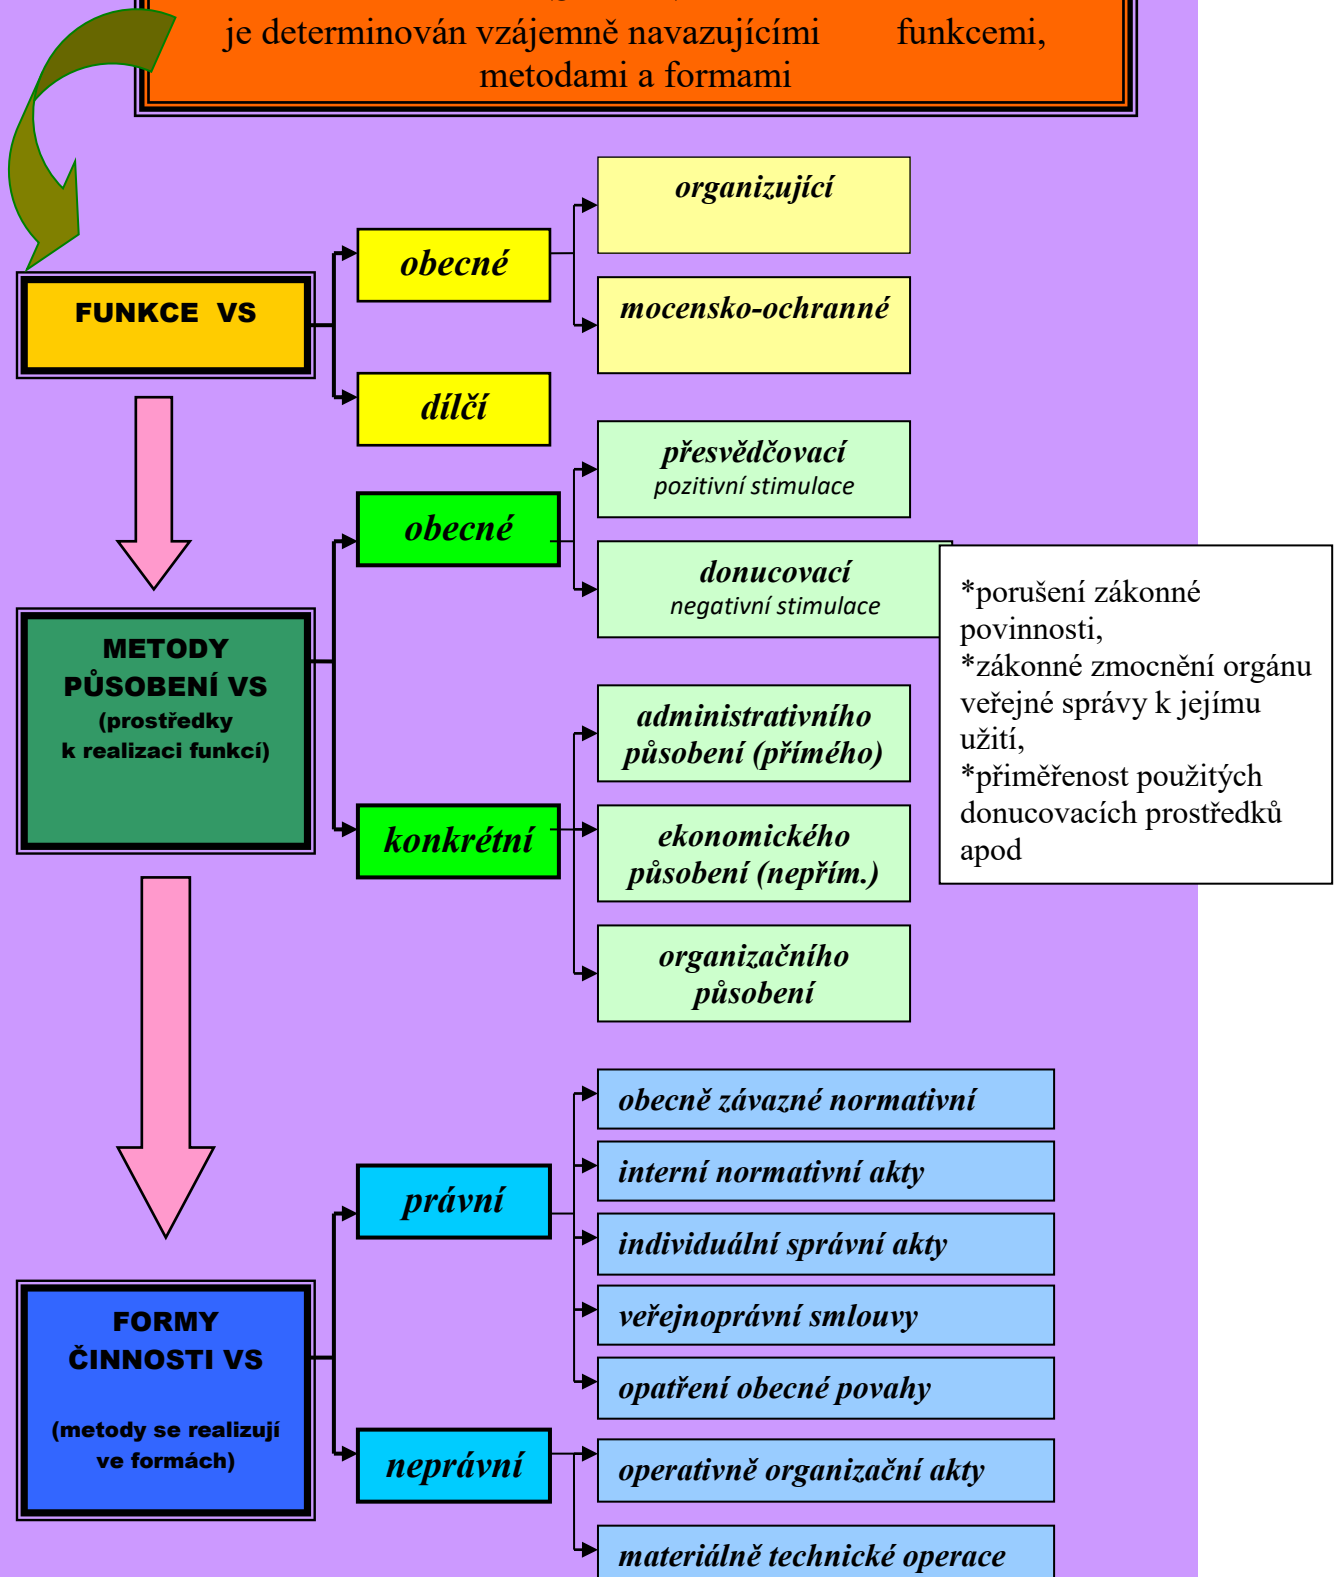 je determinován vzájemně navazujícími funkcemi,
metodami a formami
organizující
obecné
mocensko-ochranné
FUNKCE VS
dílčí
přesvědčovací
pozitivní stimulace
obecné
donucovací
negativní stimulace
*porušení zákonné
povinnosti,
*zákonné zmocnění orgánu
veřejné správy k jejímu
užití,
*přiměřenost použitých
donucovacích prostředků
apod
METODY
PŮSOBENÍ VS
(prostředky
k realizaci funkcí)
administrativního
působení (přímého)
konkrétní
ekonomického
působení (nepřím.)
organizačního
působení
obecně závazné normativní
interní normativní akty
právní
individuální správní akty
veřejnoprávní smlouvy
opatření obecné povahy
FORMY
ČINNOSTI VS
(metody se realizují
ve formách)
neprávní
operativně organizační akty
materiálně technické operace